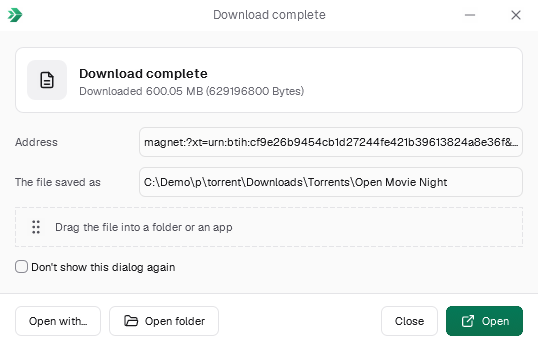 Download complete
Download complete
Downloaded 600.05 MB (629196800 Bytes)
Address
magnet:?xt=urn:btih:cf9e26b9454cb1d27244fe421b39613824a8e36f&...
The file saved as
C:\Demo\p\torrent\Downloads\Torrents\Open Movie Night
Drag the file into a folder or an app
Don't show this dialog again
Open with...
Open folder
Close
Open